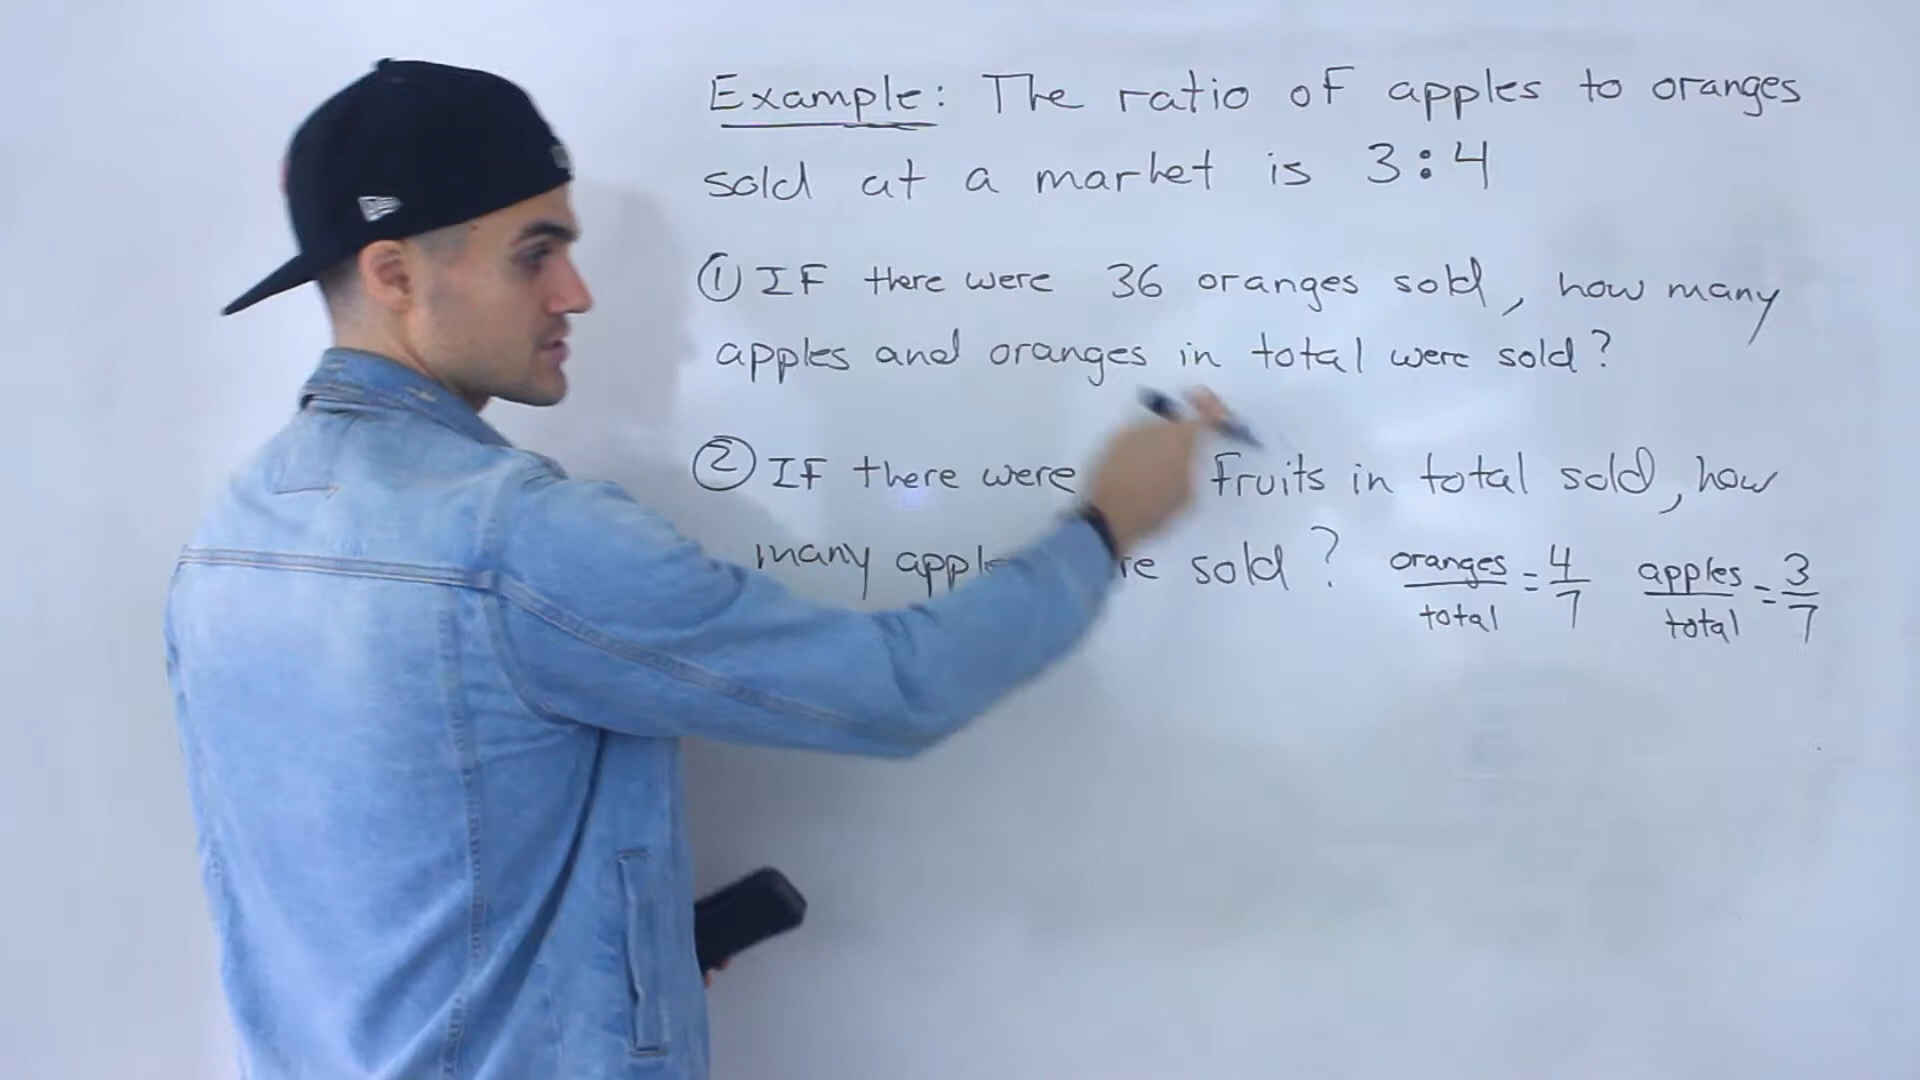 Example: The ratio of apples to oranges
sold at a market is 3:4
① If there were 36 oranges sold, how many
apples and oranges in total were sold?
② If there were fruits in total sold, how
many sold?
oranges/total = 4/7 apples/total = 3/7